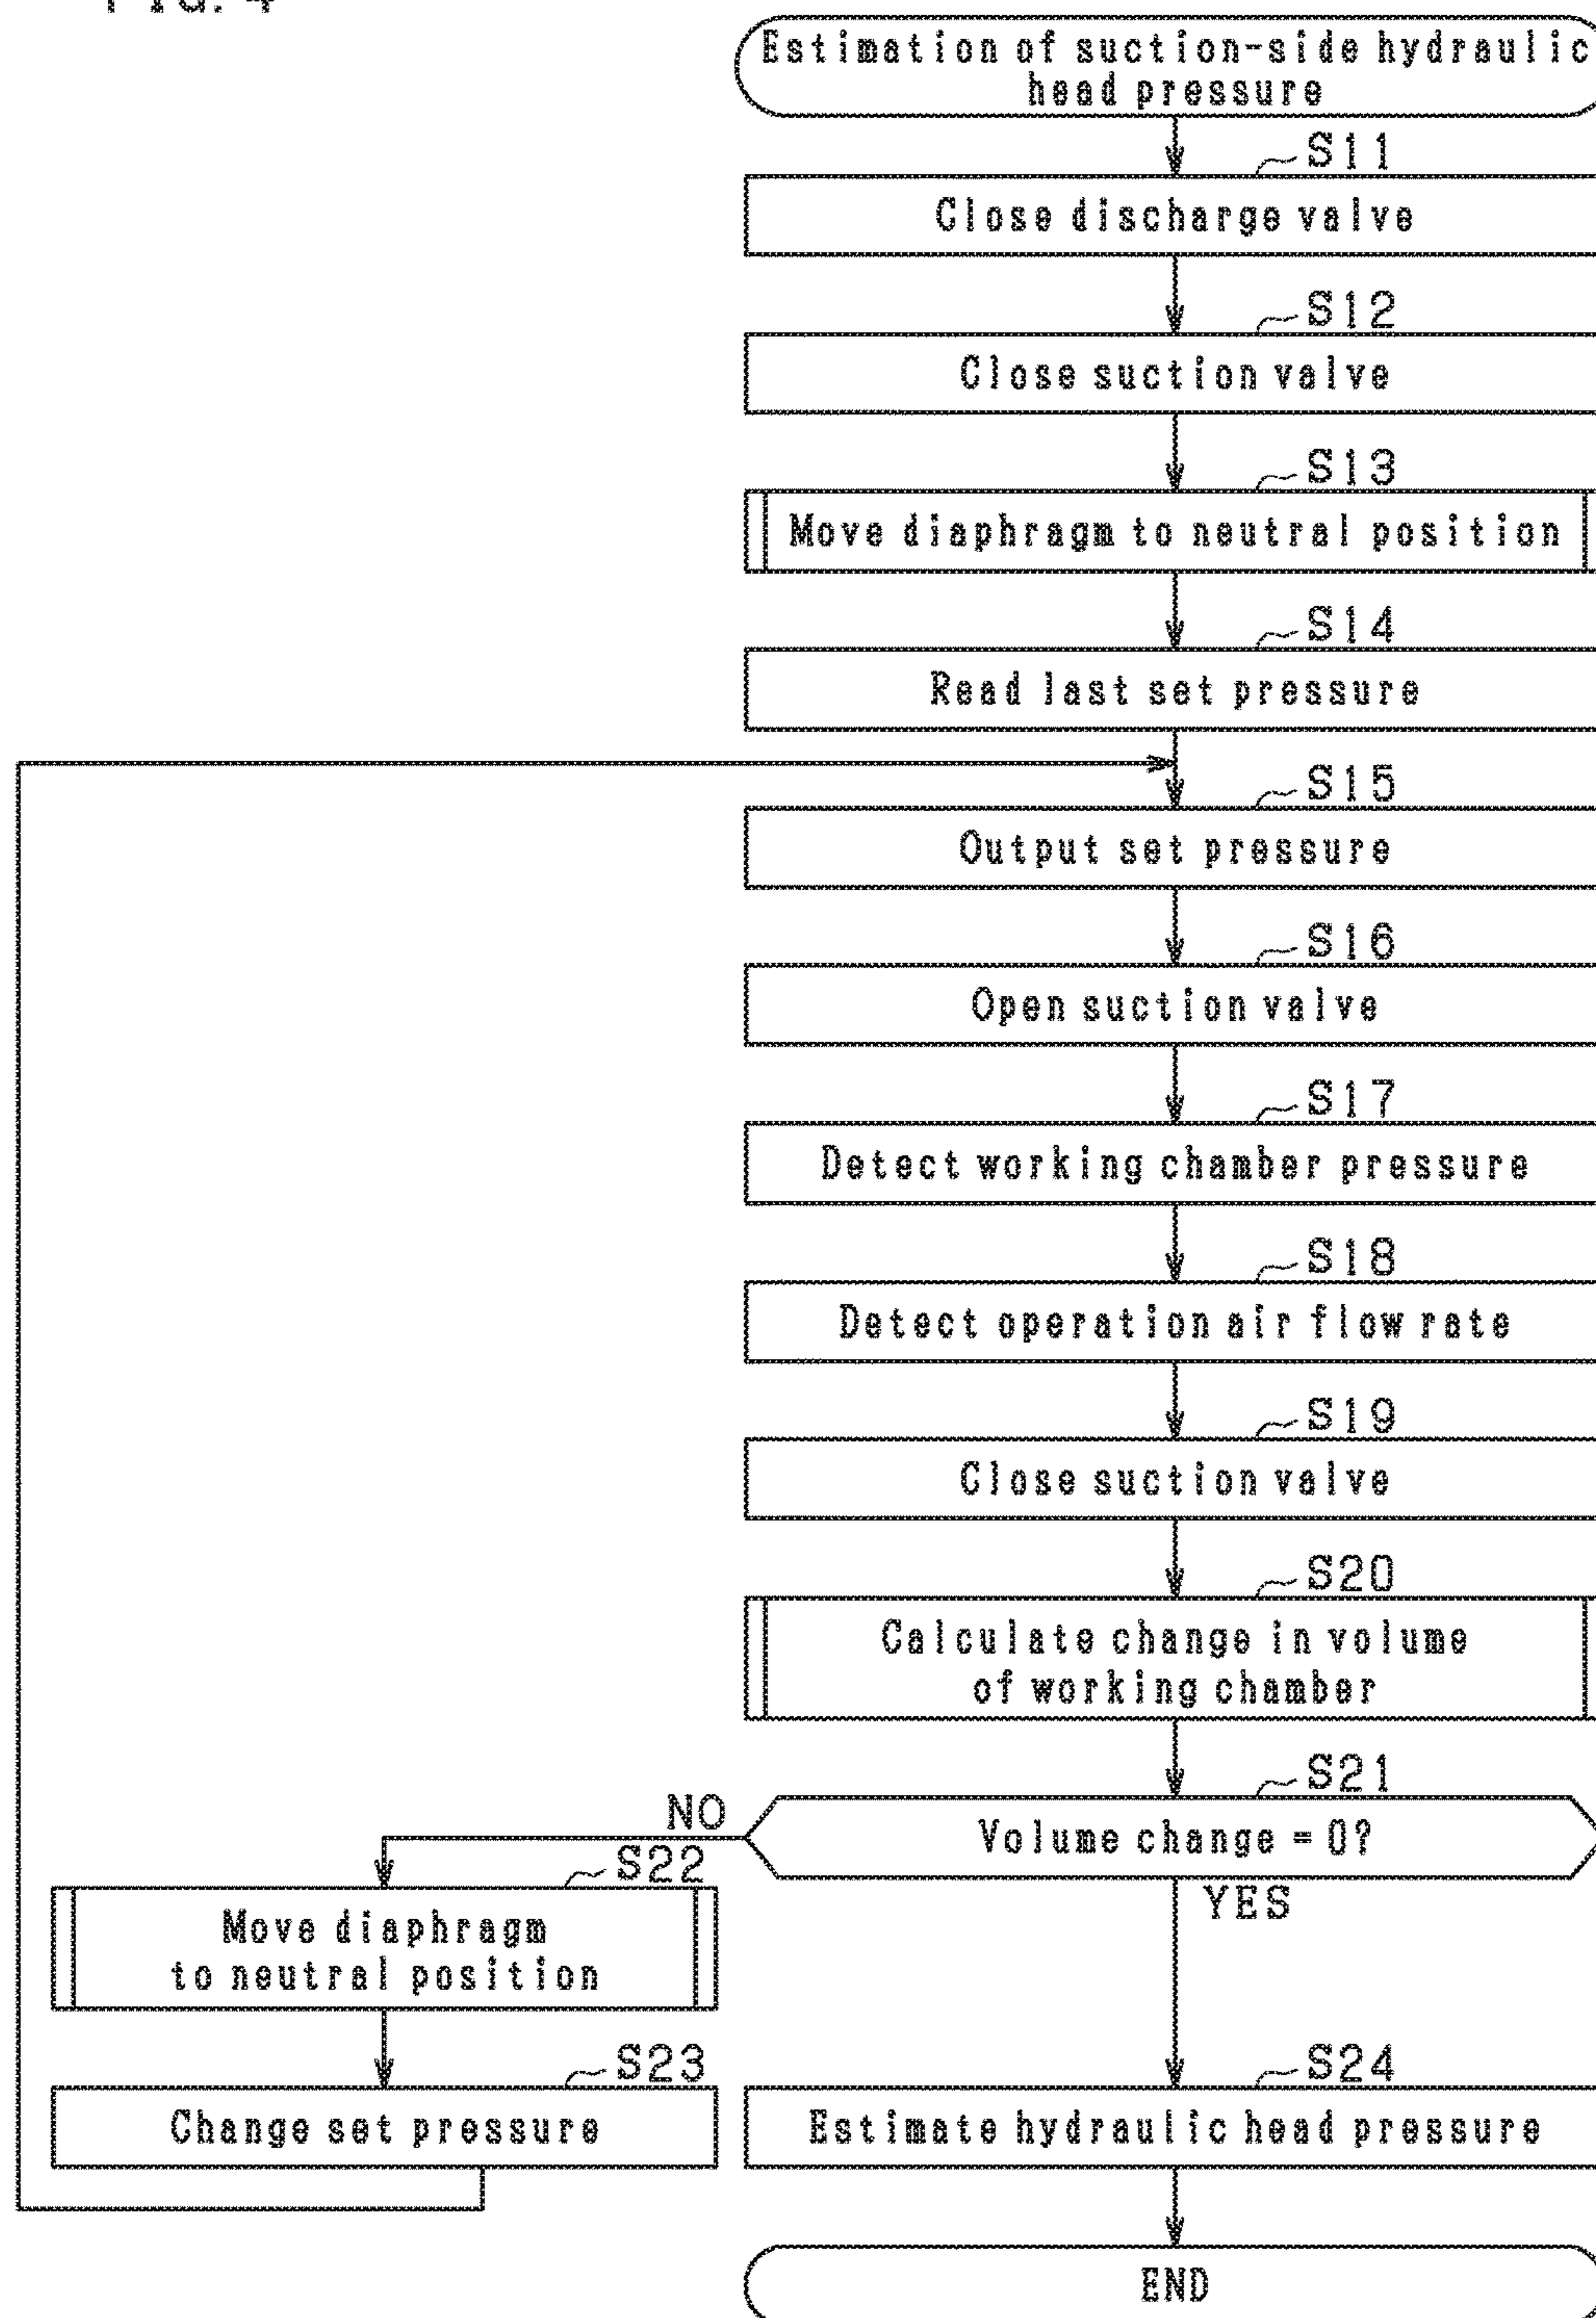 FIG. 4
Estimation of suction-side hydraulic
head pressure
S11
Close discharge valve
S12
Close suction valve
S13
Move diaphragm to neutral position
S14
Read last set pressure
S15
Output set pressure
S16
Open suction valve
S17
Detect working chamber pressure
S18
Detect operation air flow rate
S19
Close suction valve
S20
Calculate change in volume
of working chamber
S21
Volume change = 0?
NO
YES
S22
Move diaphragm
to neutral position
S23
Change set pressure
S24
Estimate hydraulic head pressure
END